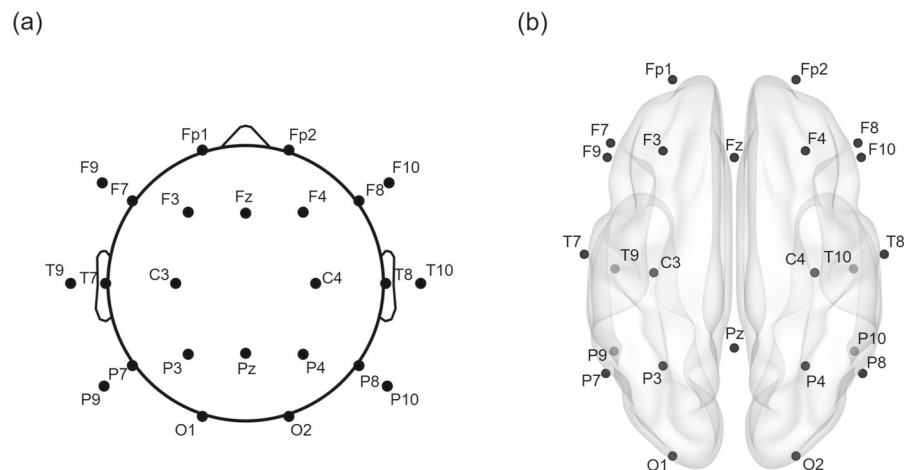 (a)
Fp1 Fp2
F9 F7 F8 F10
F3 Fz F4
T9 T7 C3 C4 T8 T10
P7 P3 Pz P4 P8
P9 P10
O1 O2
(b)
Fp1 Fp2
F7 F3 F4 F8
F9 Fz F10
T7 T9 C3 C4 T10 T8
Pz
P9 P10
P7 P3 P4 P8
O1 O2